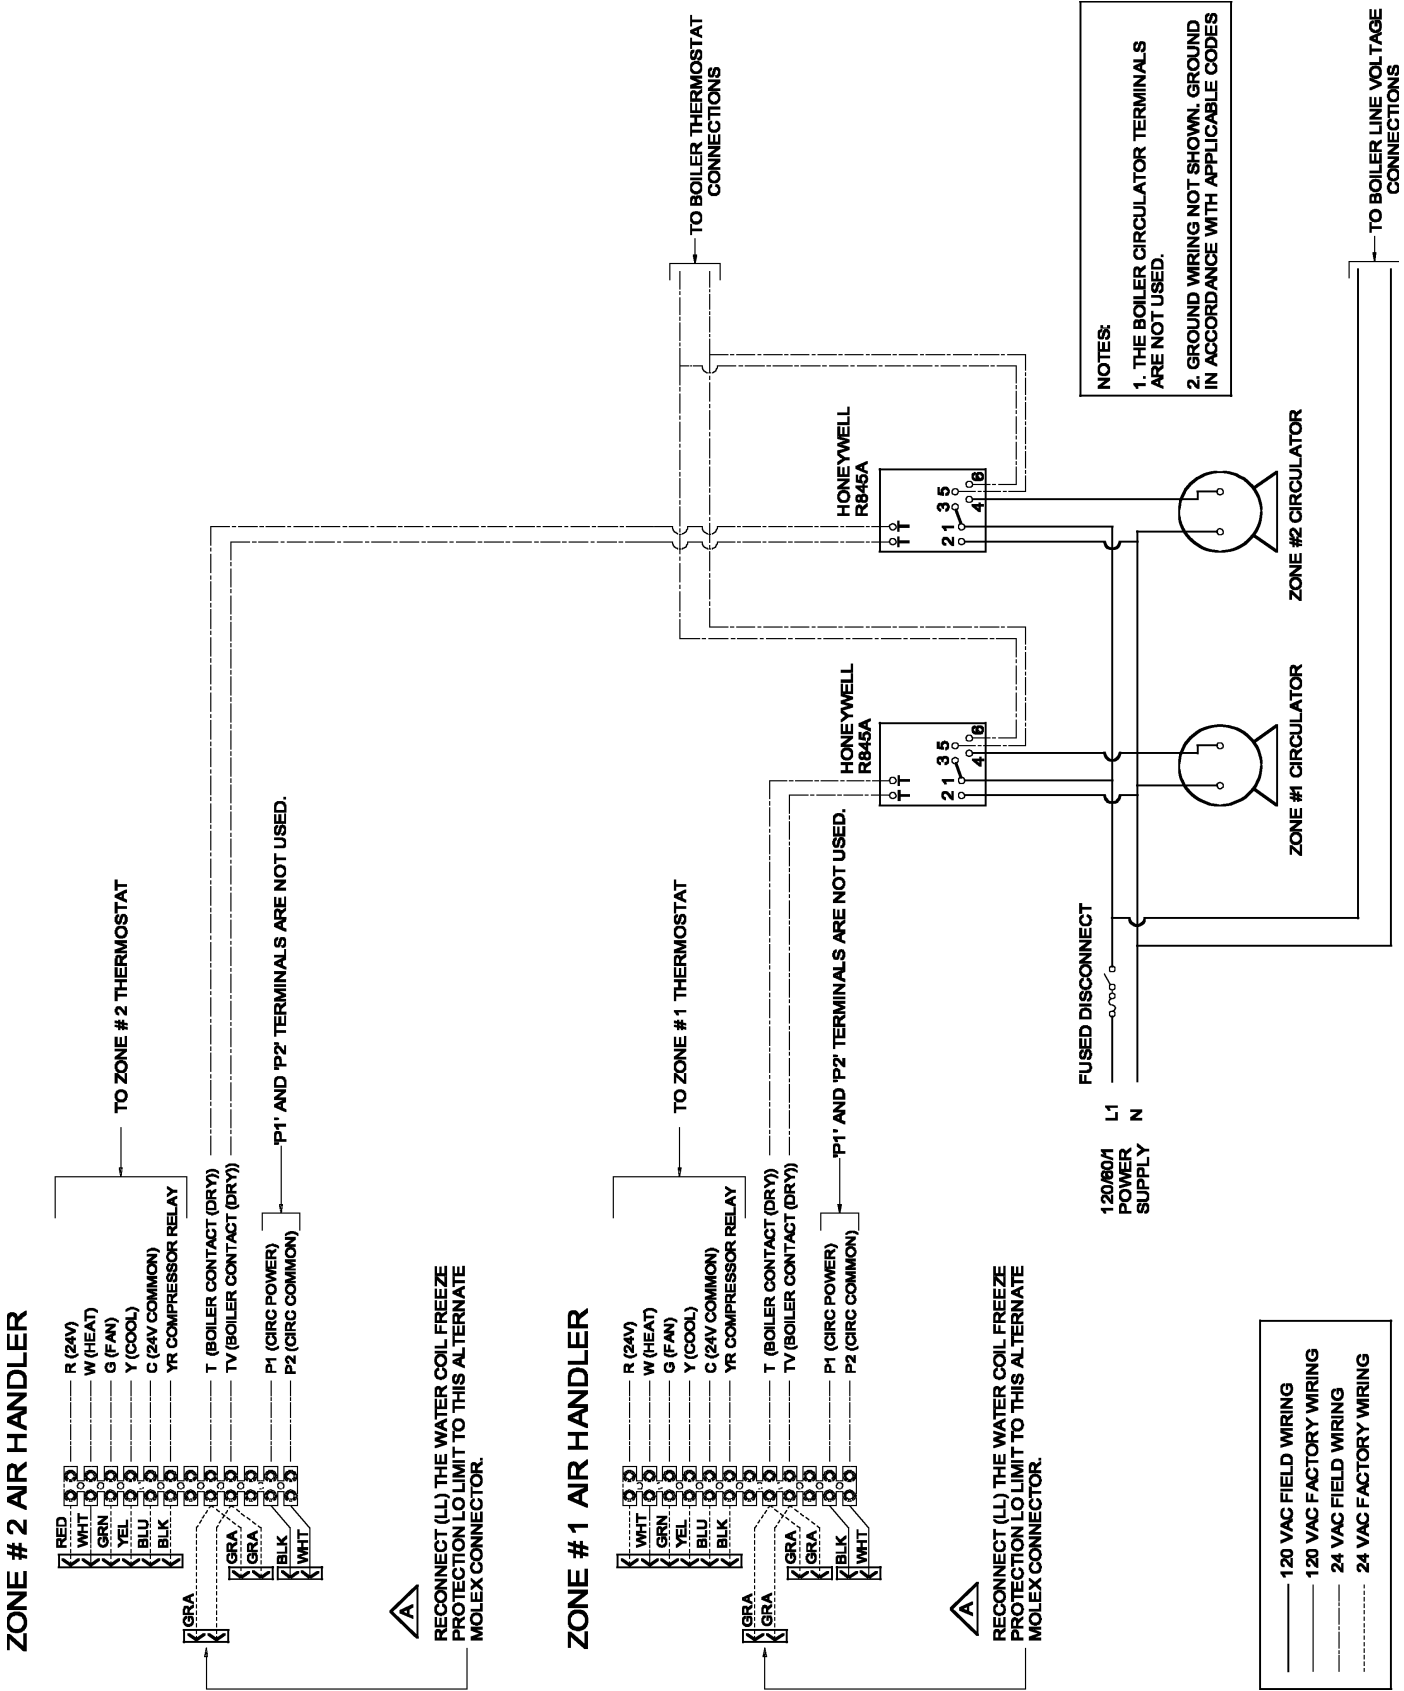 ZONE # 2 AIR HANDLER
RED
WHT
GRN
YEL
BLU
BLK
GRA
GRA
GRA
BLK
WHT
R (24V)
W (HEAT)
G (FAN)
Y (COOL)
C (24V COMMON)
YR COMPRESSOR RELAY
T (BOILER CONTACT (DRY))
TV (BOILER CONTACT (DRY))
P1 (CIRC POWER)
P2 (CIRC COMMON)
TO ZONE # 2 THERMOSTAT
'P1' AND 'P2' TERMINALS ARE NOT USED.
A
RECONNECT (LL) THE WATER COIL FREEZE
PROTECTION LO LIMIT TO THIS ALTERNATE
MOLEX CONNECTOR.
ZONE # 1 AIR HANDLER
WHT
GRN
YEL
BLU
BLK
GRA
GRA
GRA
GRA
BLK
WHT
R (24V)
W (HEAT)
G (FAN)
Y (COOL)
C (24V COMMON)
YR COMPRESSOR RELAY
T (BOILER CONTACT (DRY))
TV (BOILER CONTACT (DRY))
P1 (CIRC POWER)
P2 (CIRC COMMON)
TO ZONE # 1 THERMOSTAT
'P1' AND 'P2' TERMINALS ARE NOT USED.
A
RECONNECT (LL) THE WATER COIL FREEZE
PROTECTION LO LIMIT TO THIS ALTERNATE
MOLEX CONNECTOR.
TO BOILER THERMOSTAT
CONNECTIONS
HONEYWELL
R845A
T
T
2
1
3
5
4
6
HONEYWELL
R845A
T
T
2
1
3
5
4
6
FUSED DISCONNECT
120/60/1
POWER
SUPPLY
L1
N
ZONE #1 CIRCULATOR
ZONE #2 CIRCULATOR
NOTES:
1. THE BOILER CIRCULATOR TERMINALS
ARE NOT USED.
2. GROUND WIRING NOT SHOWN. GROUND
IN ACCORDANCE WITH APPLICABLE CODES
TO BOILER LINE VOLTAGE
CONNECTIONS
120 VAC FIELD WIRING
120 VAC FACTORY WIRING
24 VAC FIELD WIRING
24 VAC FACTORY WIRING